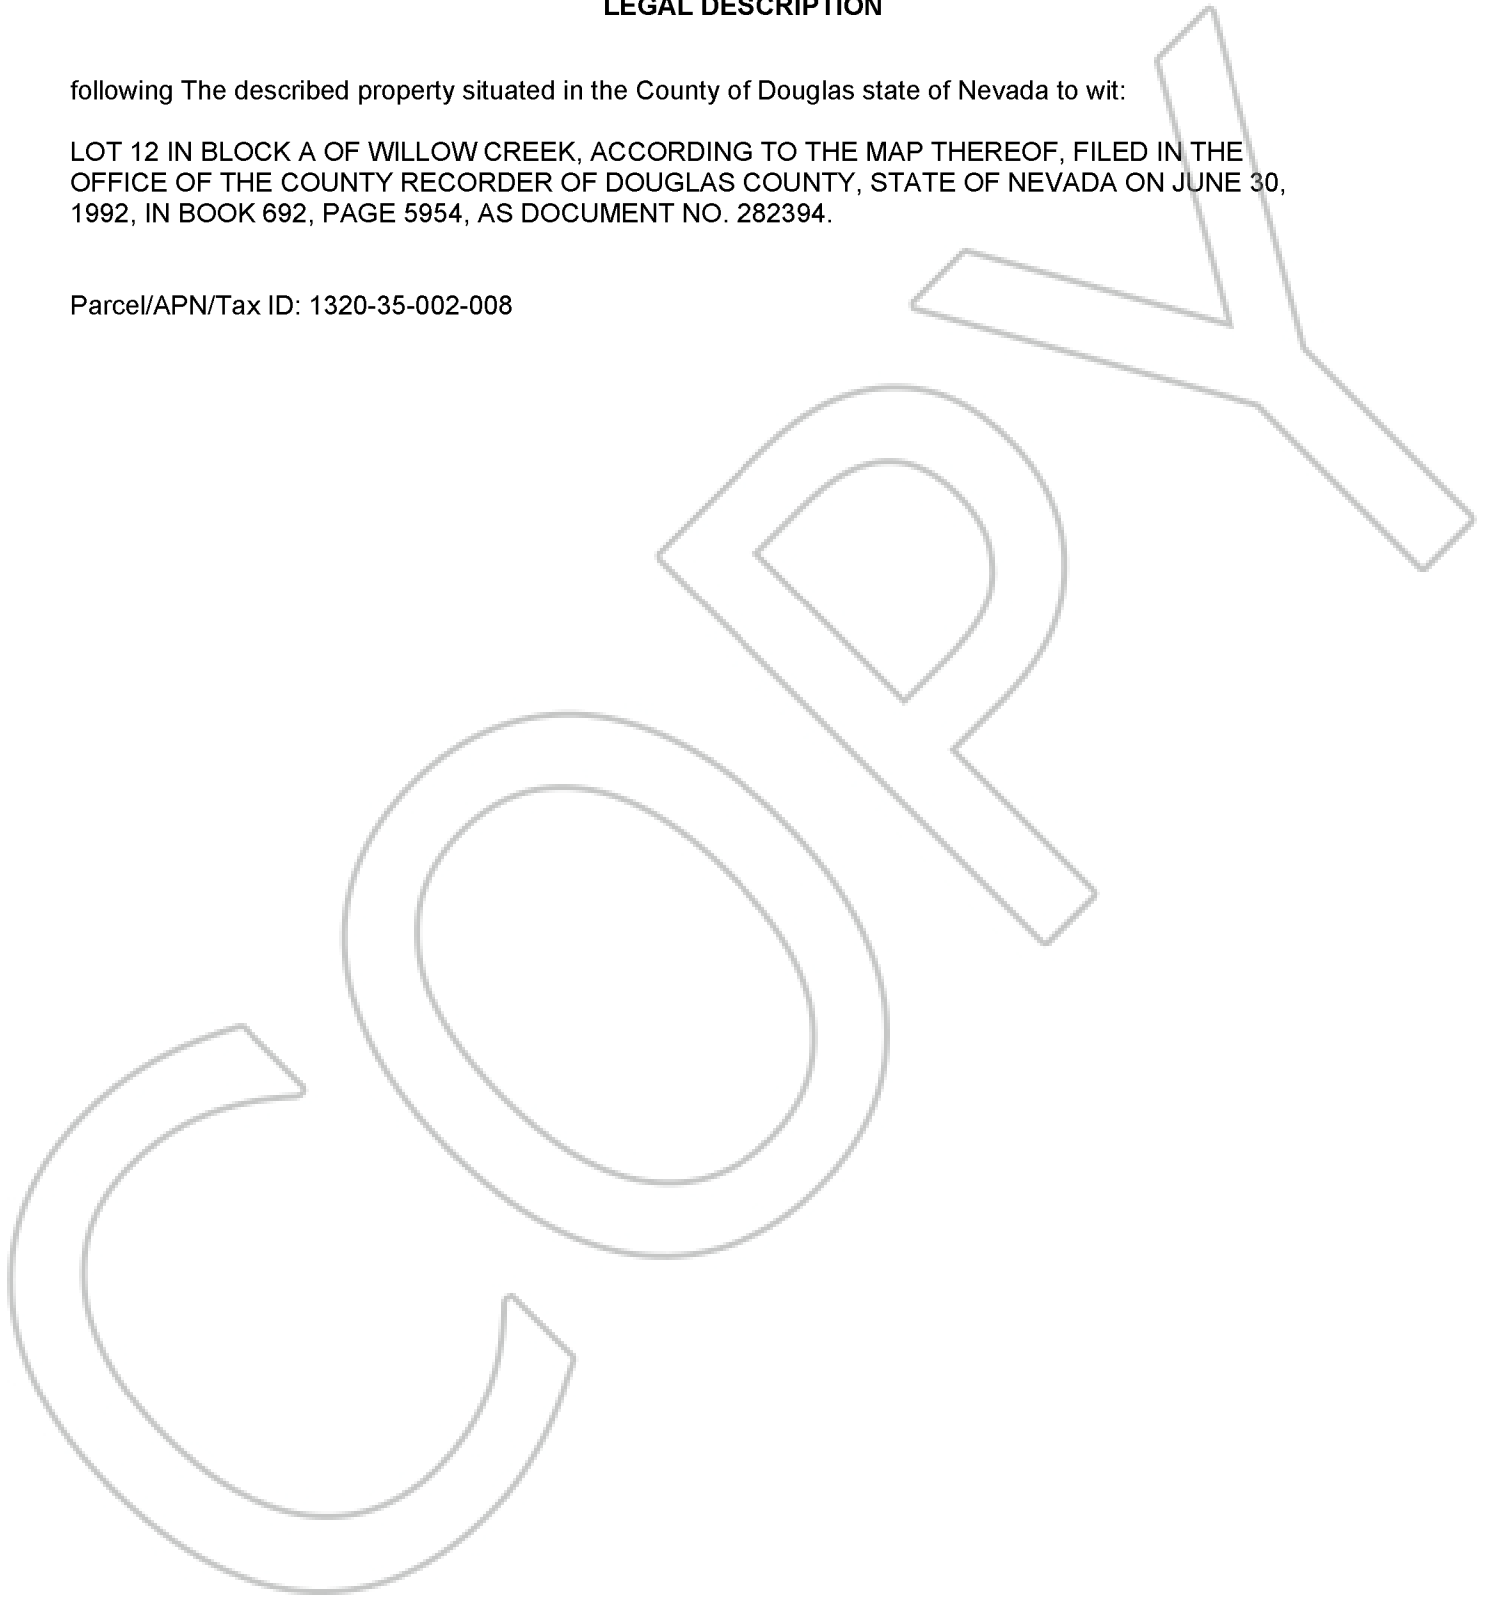 LEGAL DESCRIPTION
following The described property situated in the County of Douglas state of Nevada to wit:
LOT 12 IN BLOCK A OF WILLOW CREEK, ACCORDING TO THE MAP THEREOF, FILED IN THE
OFFICE OF THE COUNTY RECORDER OF DOUGLAS COUNTY, STATE OF NEVADA ON JUNE 30,
1992, IN BOOK 692, PAGE 5954, AS DOCUMENT NO. 282394.
Parcel/APN/Tax ID: 1320-35-002-008
COPY